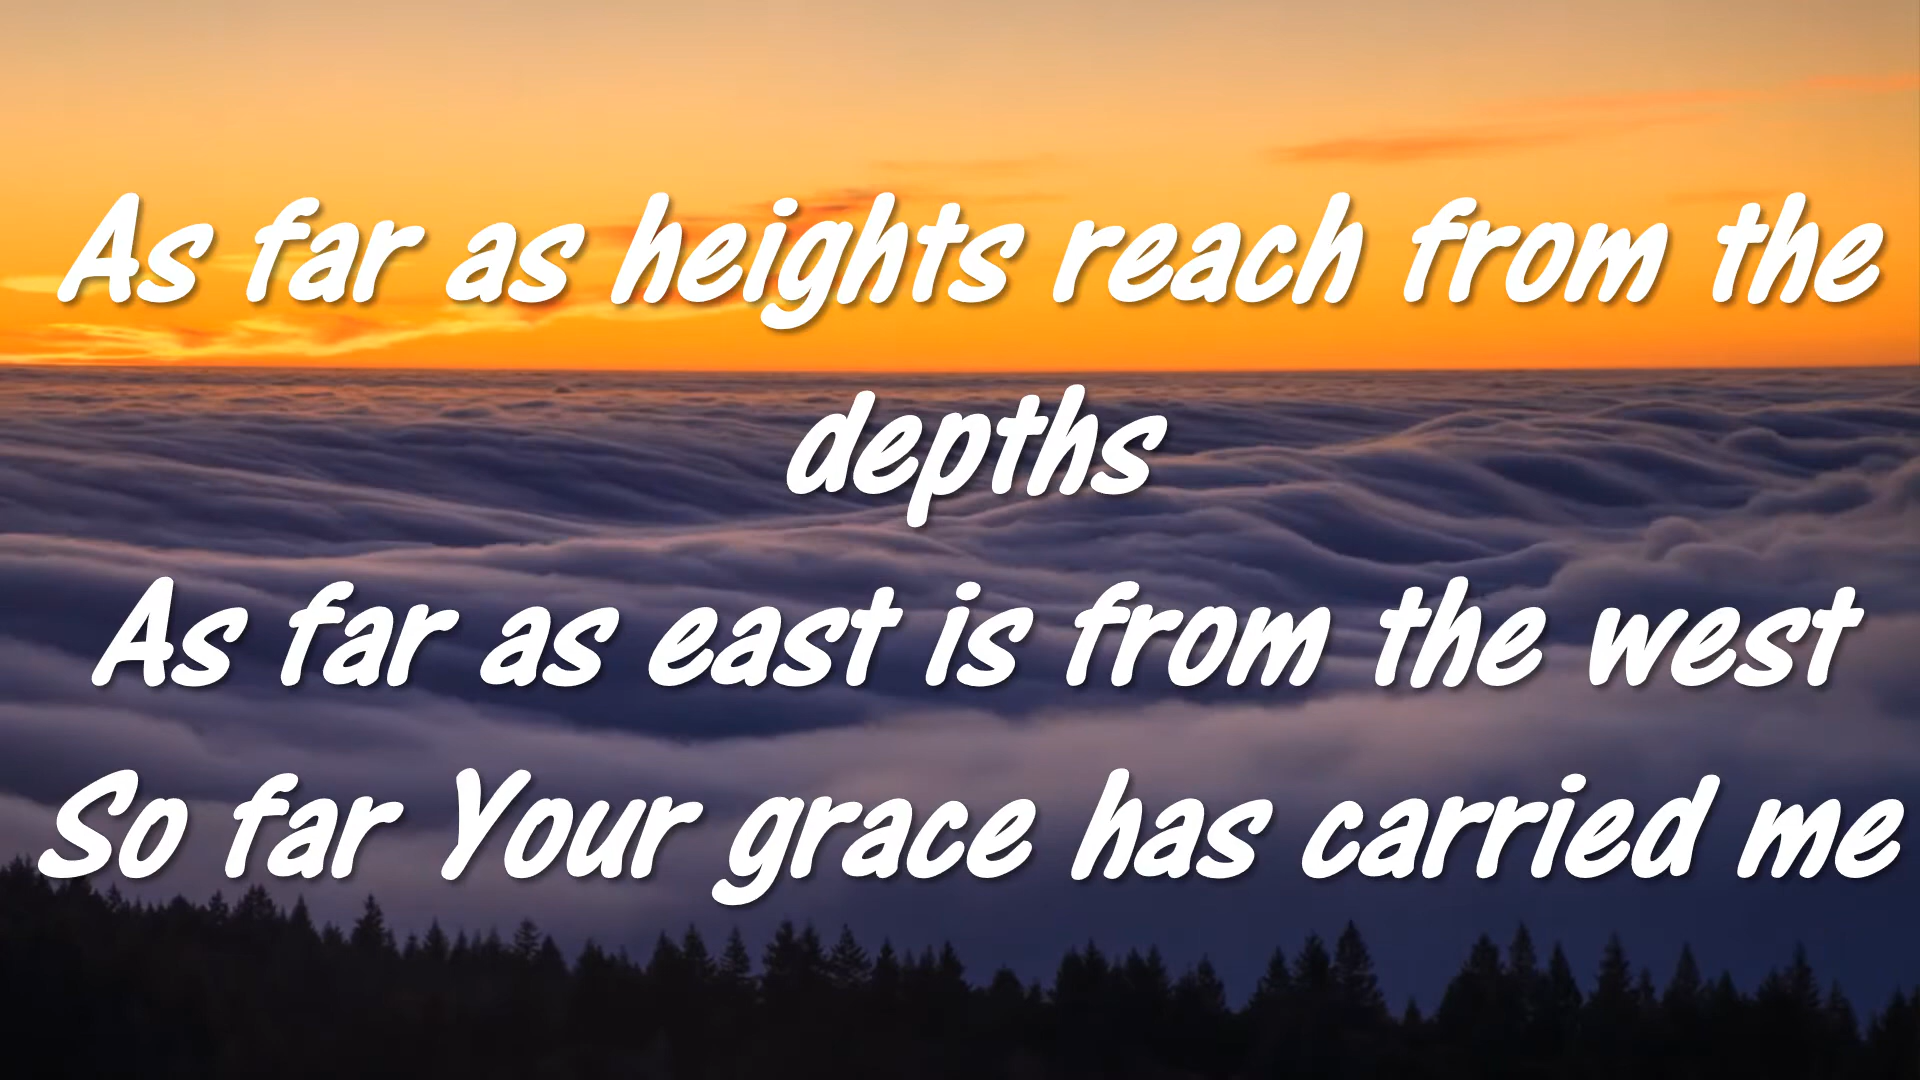 As far as heights reach from the
depths
As far as east is from the west
So far Your grace has carried me